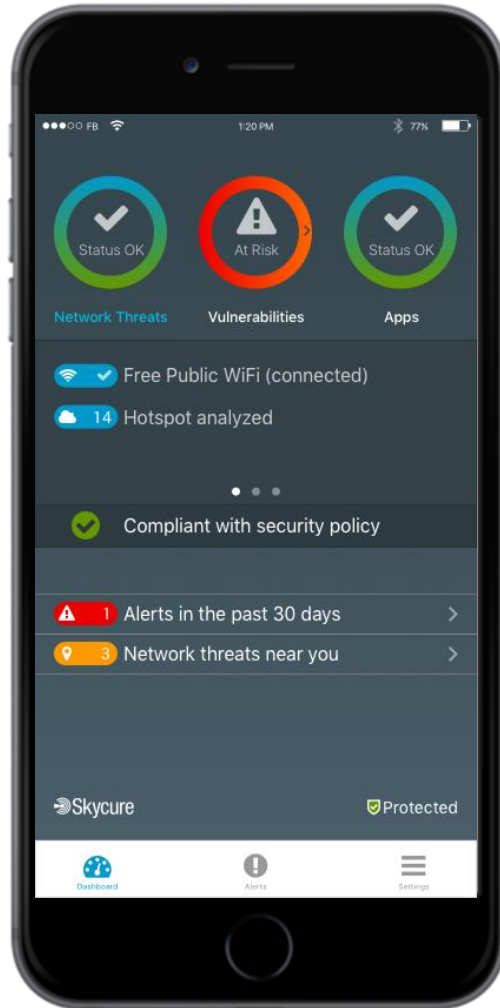 FB 1:20 PM 77%
Status OK At Risk Status OK
Network Threats Vulnerabilities Apps
Free Public WiFi (connected)
14 Hotspot analyzed
Compliant with security policy
1 Alerts in the past 30 days
3 Network threats near you
Skycure Protected
Dashboard Alerts Settings